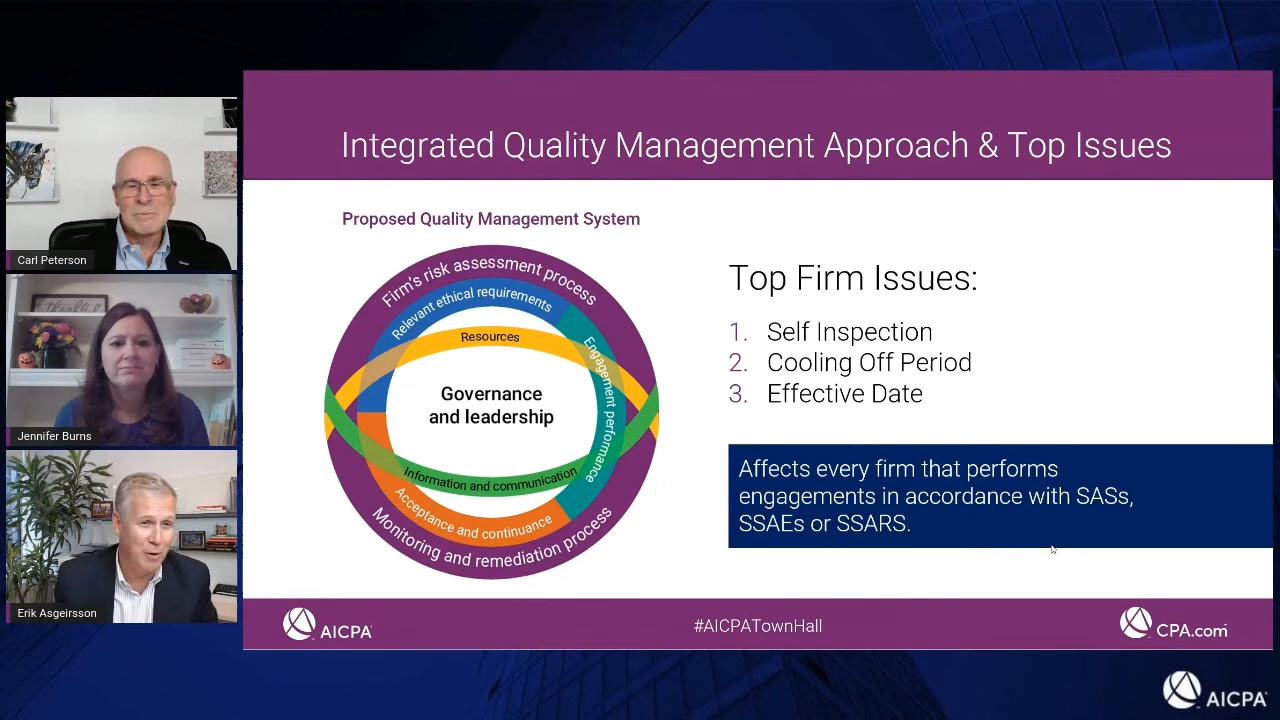 Integrated Quality Management Approach & Top Issues
Proposed Quality Management System
Firm's risk assessment process
Relevant ethical requirements
Resources
Engagement performance
Governance
and leadership
Information and communication
Acceptance and continuance
Monitoring and remediation process
Top Firm Issues:
1. Self Inspection
2. Cooling Off Period
3. Effective Date
Affects every firm that performs
engagements in accordance with SASs,
SSAEs or SSARS.
Carl Peterson
Jennifer Burns
Erik Asgeirsson
AICPA
#AICPATownHall
CPA.com
AICPA